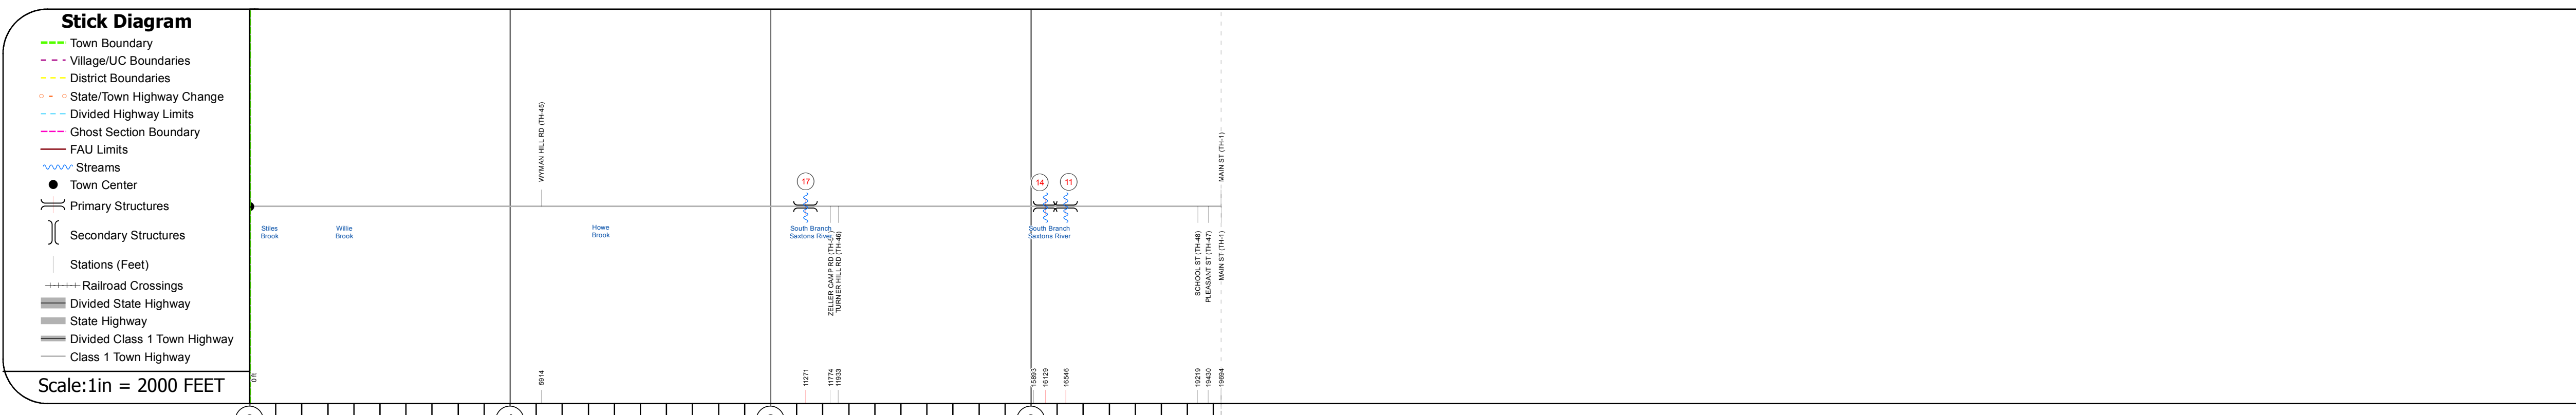 Stick Diagram
Town Boundary
Village/UC Boundaries
District Boundaries
State/Town Highway Change
Divided Highway Limits
Ghost Section Boundary
FAU Limits
Streams
Town Center
Primary Structures
Secondary Structures
Stations (Feet)
Railroad Crossings
Divided State Highway
State Highway
Divided Class 1 Town Highway
Class 1 Town Highway
Scale:1in = 2000 FEET
WYMAN HILL RD (TH-45)
MAIN ST (TH-1)
17
14
11
Stiles
Brook
Willie
Brook
Howe
Brook
South Branch
Saxtons River
South Branch
Saxtons River
ZELLER CAMP RD
TURNER HILL RD (TH-46)
SCHOOL ST (TH-48)
PLEASANT ST (TH-47)
MAIN ST (TH-1)
0 ft
5914
11271
11774
11933
15893
16129
16546
19219
19430
19694